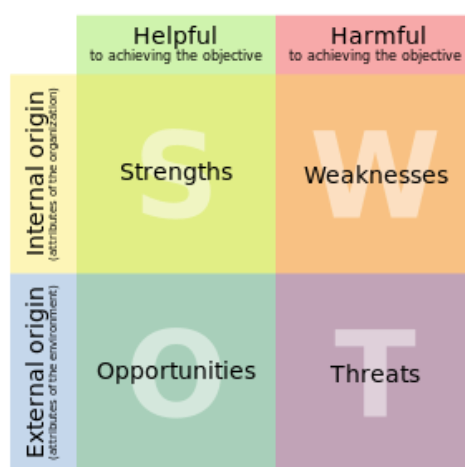 Helpful
to achieving the objective
Harmful
to achieving the objective
Internal origin
(attributes of the organization)
S
Strengths
W
Weaknesses
External origin
(attributes of the environment)
O
Opportunities
T
Threats